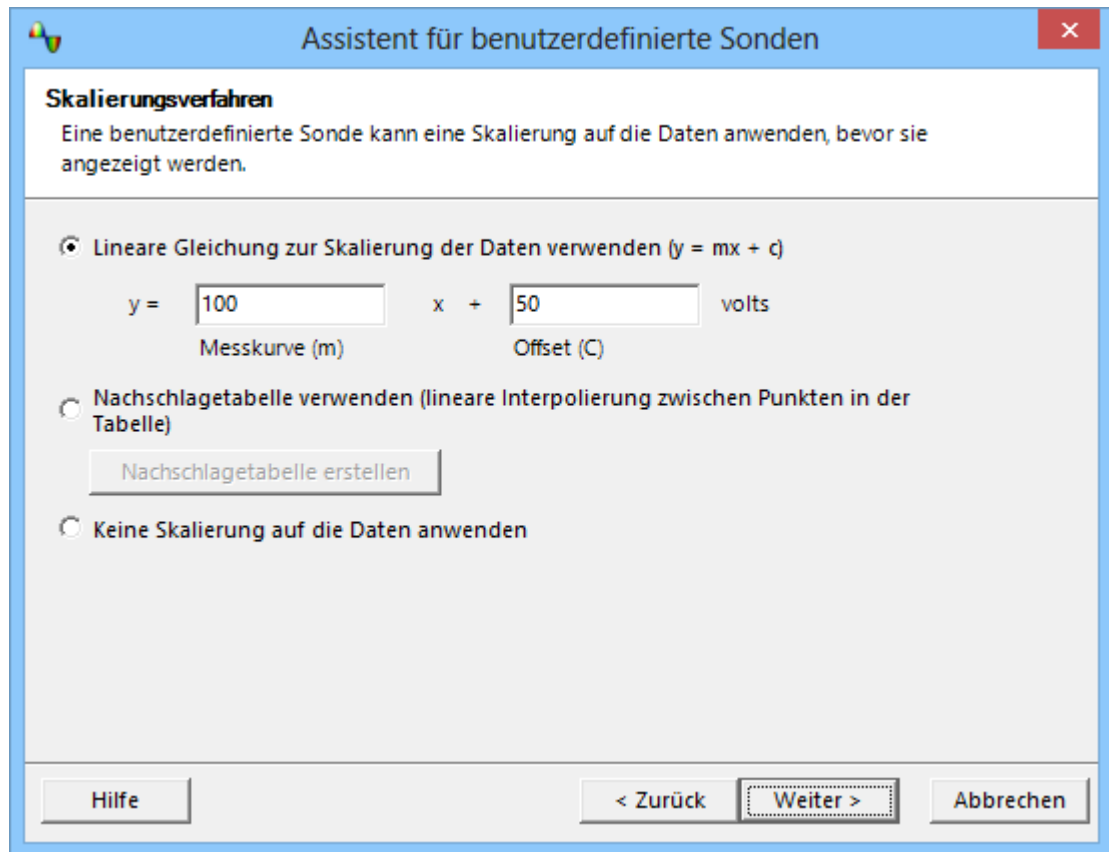 Assistent für benutzerdefinierte Sonden
Skalierungsverfahren
Eine benutzerdefinierte Sonde kann eine Skalierung auf die Daten anwenden, bevor sie
angezeigt werden.
Lineare Gleichung zur Skalierung der Daten verwenden (y = mx + c)
y = 100 x + 50 volts
Messkurve (m) Offset (C)
Nachschlagetabelle verwenden (lineare Interpolierung zwischen Punkten in der
Tabelle)
Nachschlagetabelle erstellen
Keine Skalierung auf die Daten anwenden
Hilfe < Zurück Weiter > Abbrechen